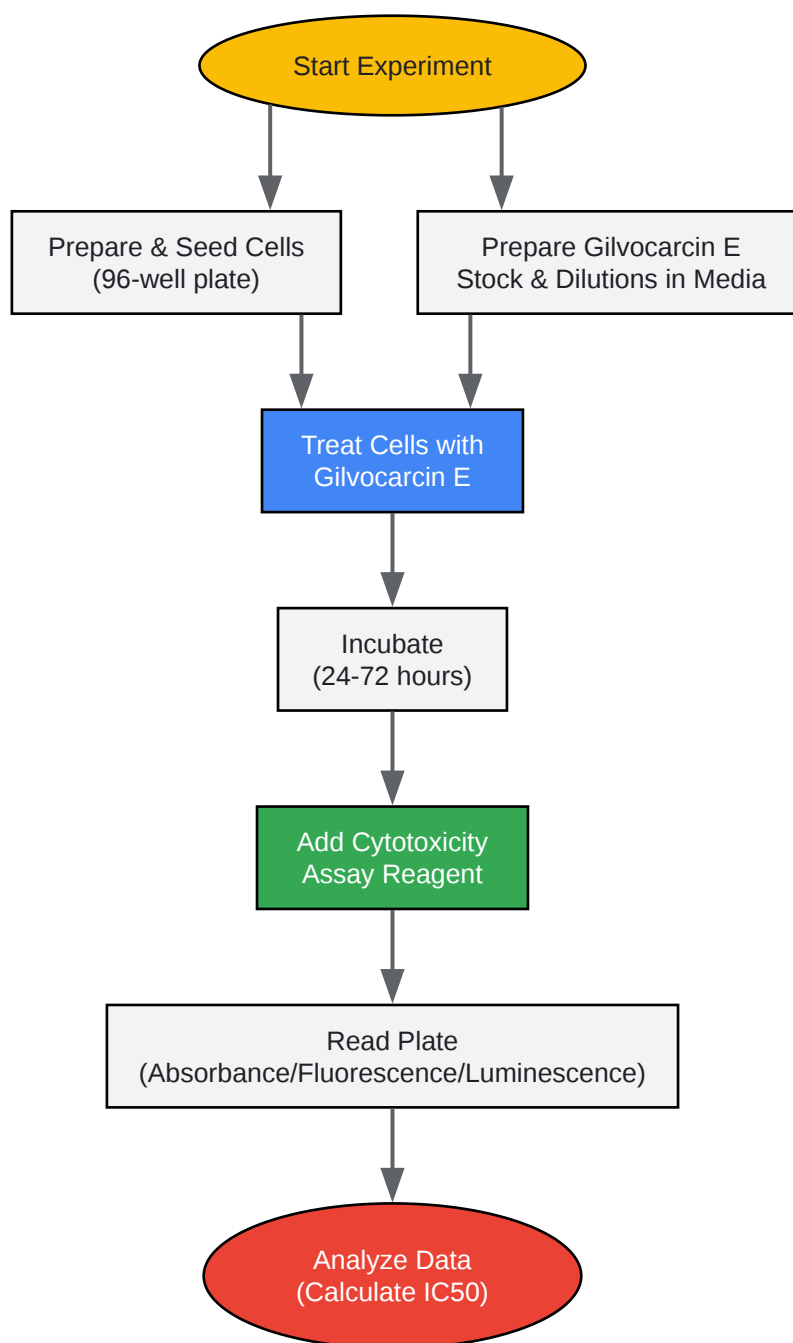 Start Experiment
Prepare & Seed Cells
(96-well plate)
Prepare Gilvocarcin E
Stock & Dilutions in Media
Treat Cells with
Gilvocarcin E
Incubate
(24-72 hours)
Add Cytotoxicity
Assay Reagent
Read Plate
(Absorbance/Fluorescence/Luminescence)
Analyze Data
(Calculate IC50)